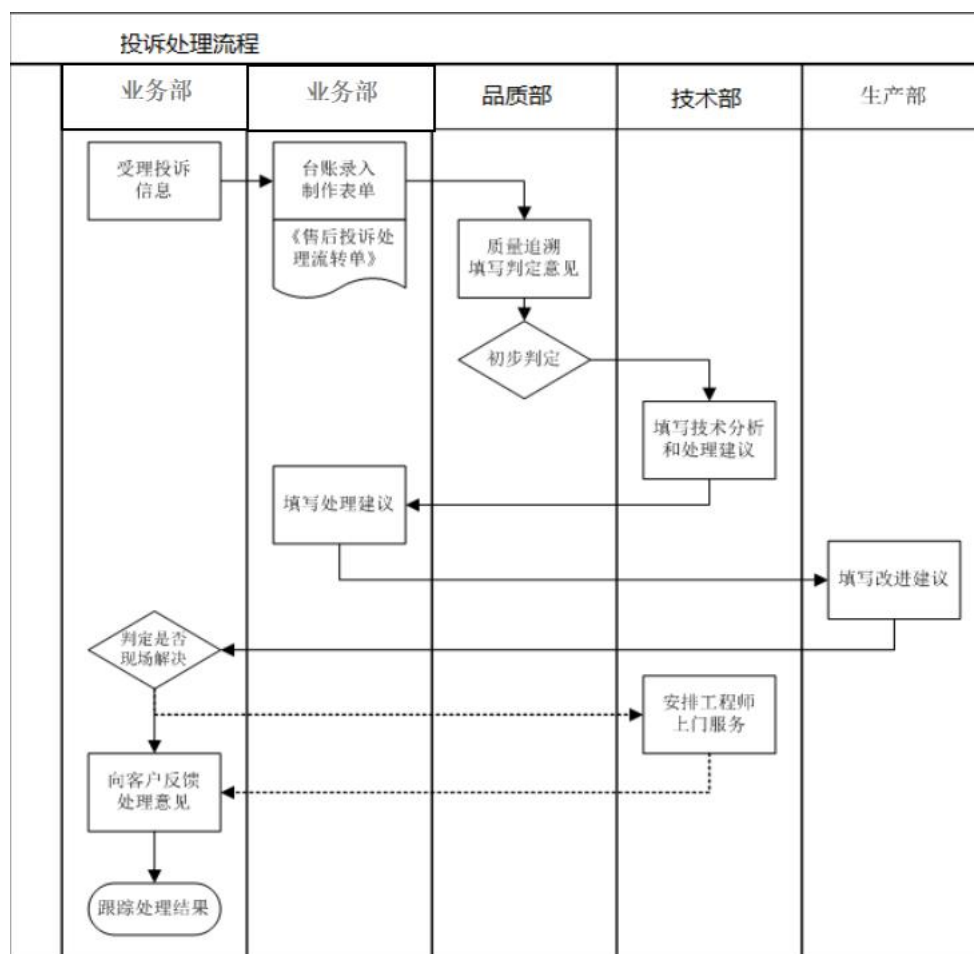 投诉处理流程
业务部
业务部
品质部
技术部
生产部
受理投诉
信息
台账录入
制作表单
《售后投诉处
理流转单》
质量追溯
填写判定意见
初步判定
填写技术分析
和处理建议
填写处理建议
填写改进建议
判定是否
现场解决
安排工程师
上门服务
向客户反馈
处理意见
跟踪处理结果